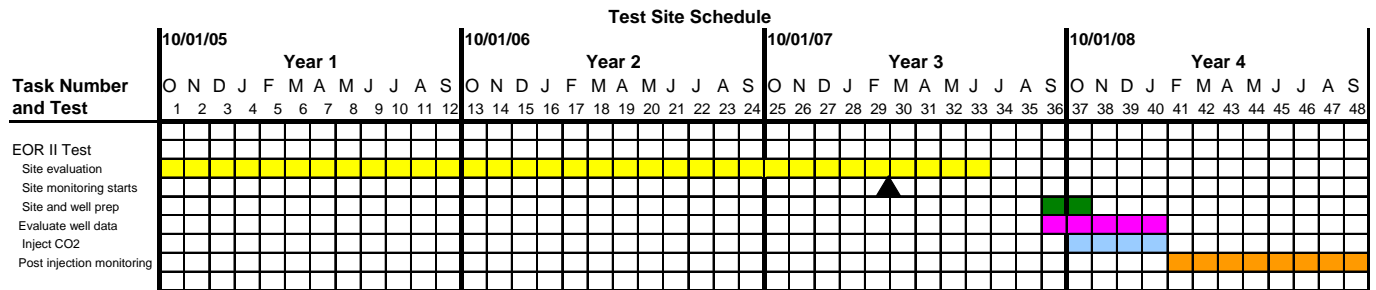 Test Site Schedule
10/01/05 10/01/06 10/01/07 10/01/08
Year 1 Year 2 Year 3 Year 4
Task Number O N D J F M A M J J A S O N D J F M A M J J A S O N D J F M A M J J A S O N D J F M A M J J A S
and Test 1 2 3 4 5 6 7 8 9 10 11 12 13 14 15 16 17 18 19 20 21 22 23 24 25 26 27 28 29 30 31 32 33 34 35 36 37 38 39 40 41 42 43 44 45 46 47 48
EOR II Test
Site evaluation
Site monitoring starts
Site and well prep
Evaluate well data
Inject CO2
Post injection monitoring